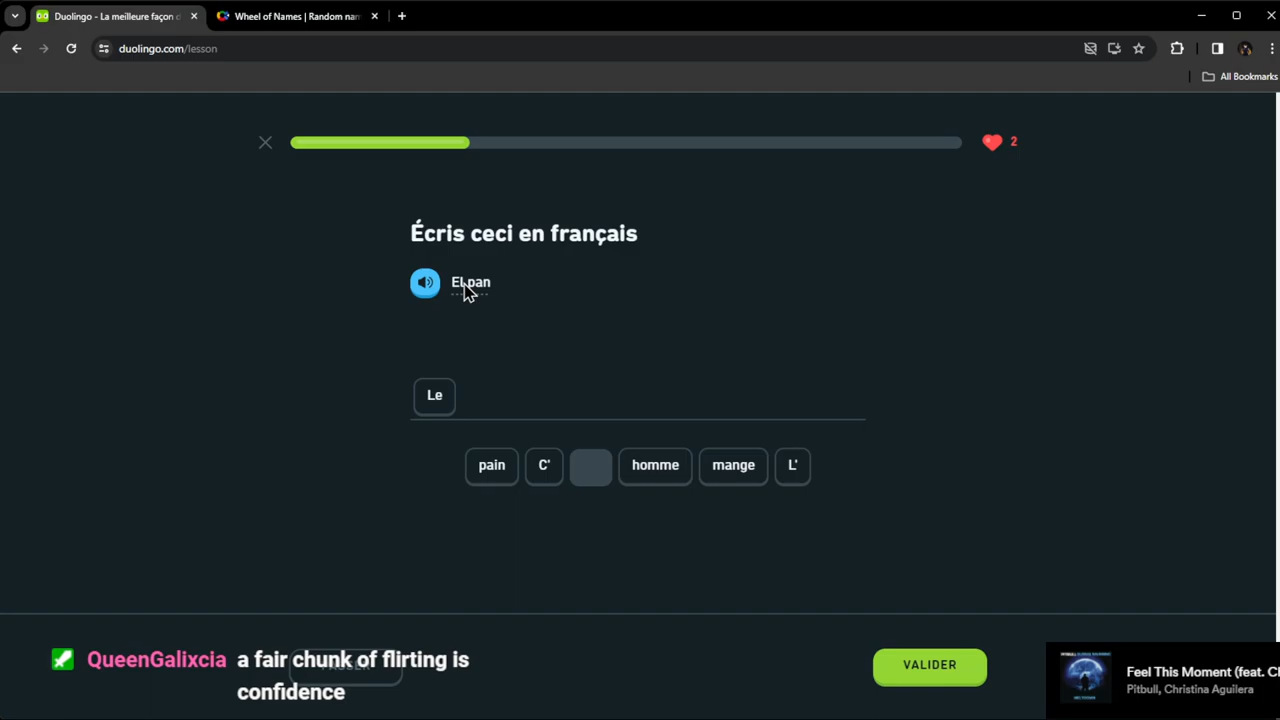 Duolingo - La meilleure façon d
Wheel of Names | Random nam
duolingo.com/lesson
All Bookmarks
2
Écris ceci en français
El pan
Le
pain C' homme mange L'
QueenGalixcia a fair chunk of flirting is
confidence
VALIDER
Feel This Moment (feat. Ch
Pitbull, Christina Aguilera